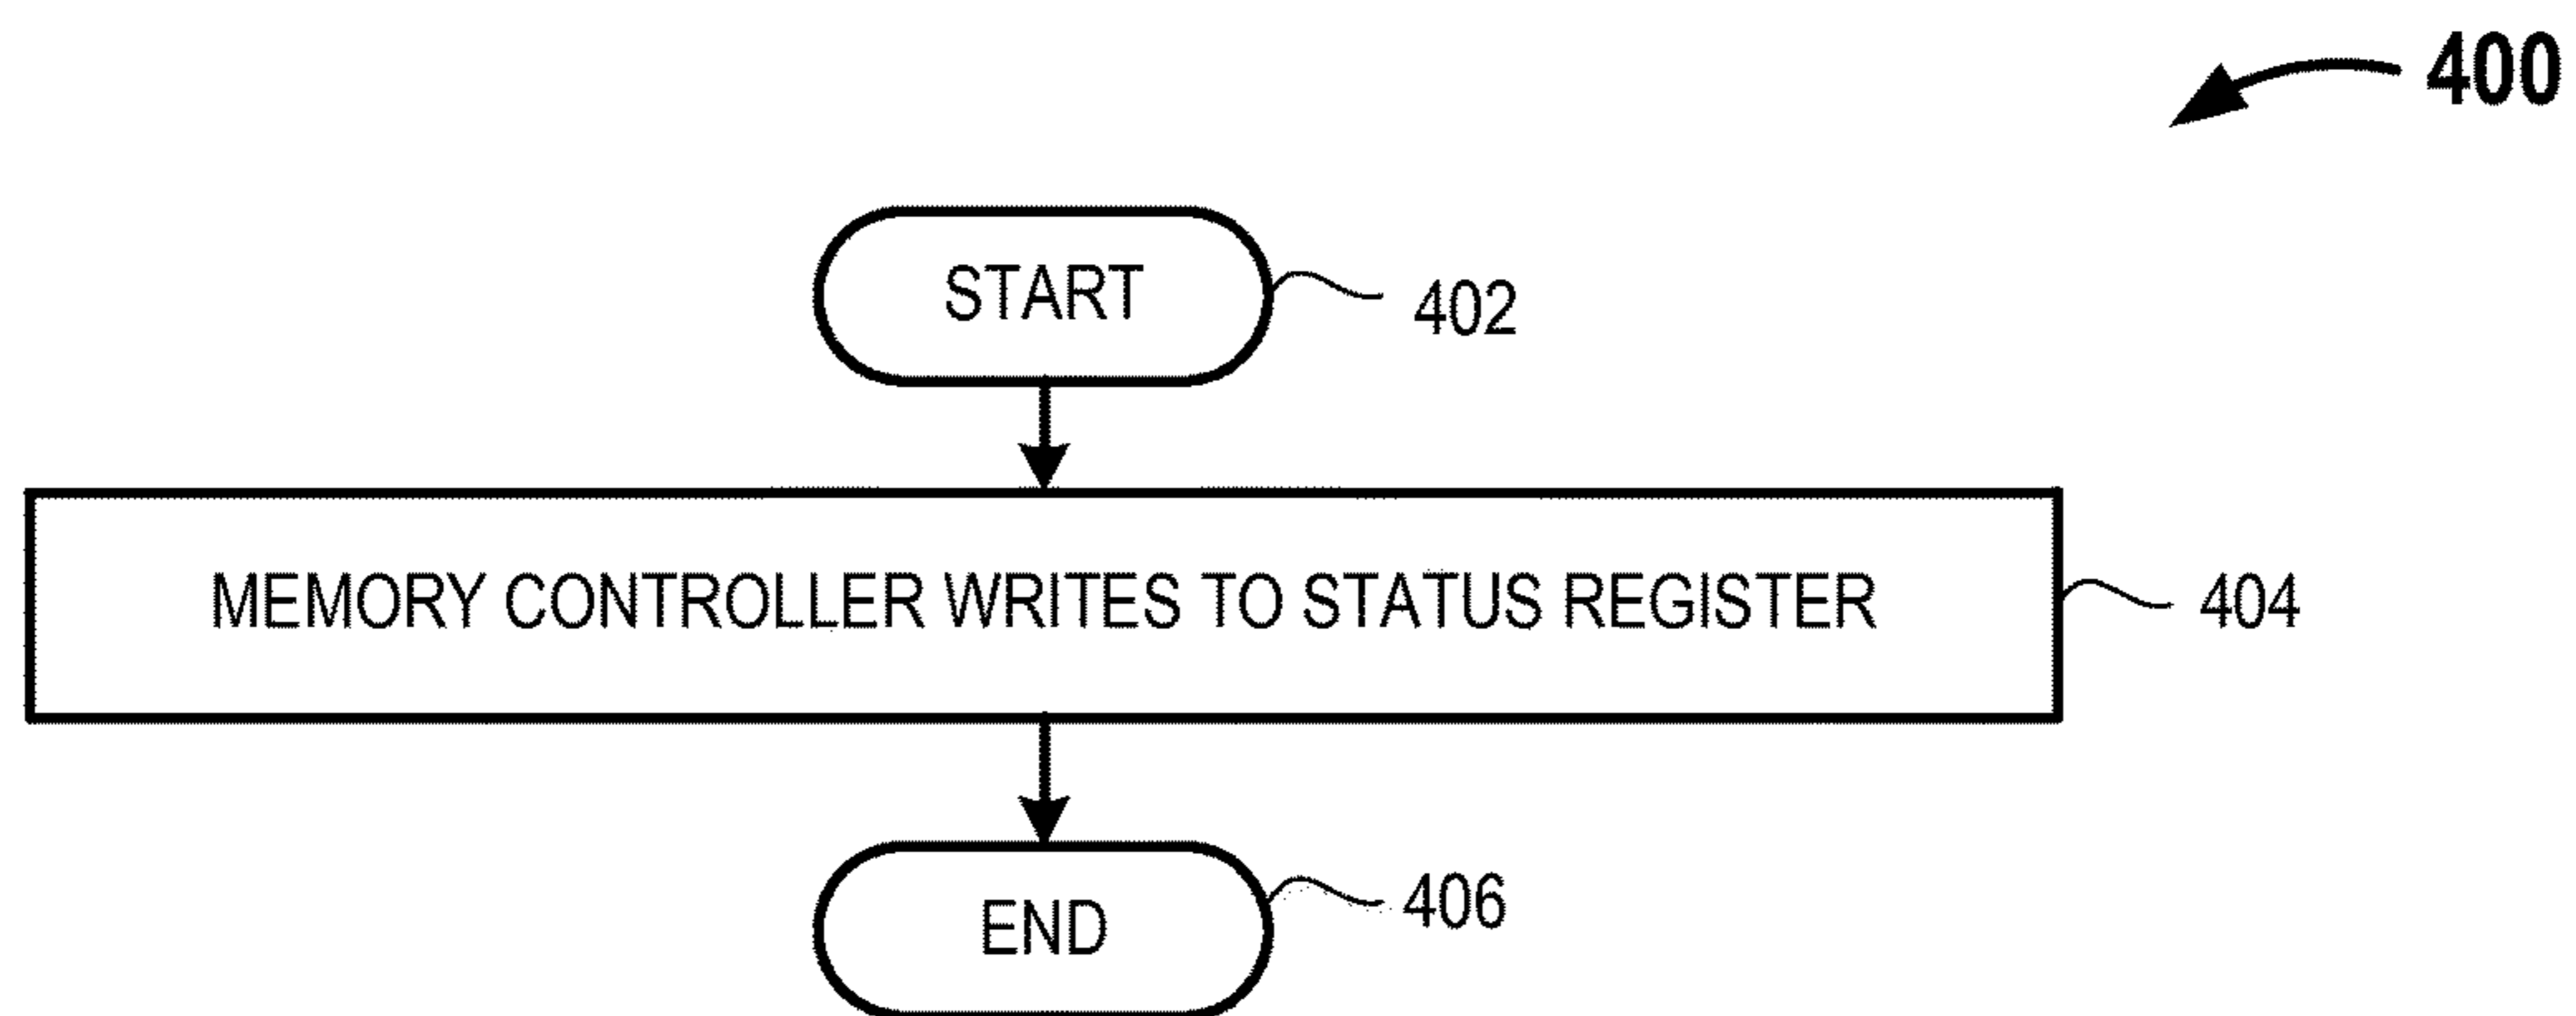 400
START
402
MEMORY CONTROLLER WRITES TO STATUS REGISTER
404
END
406